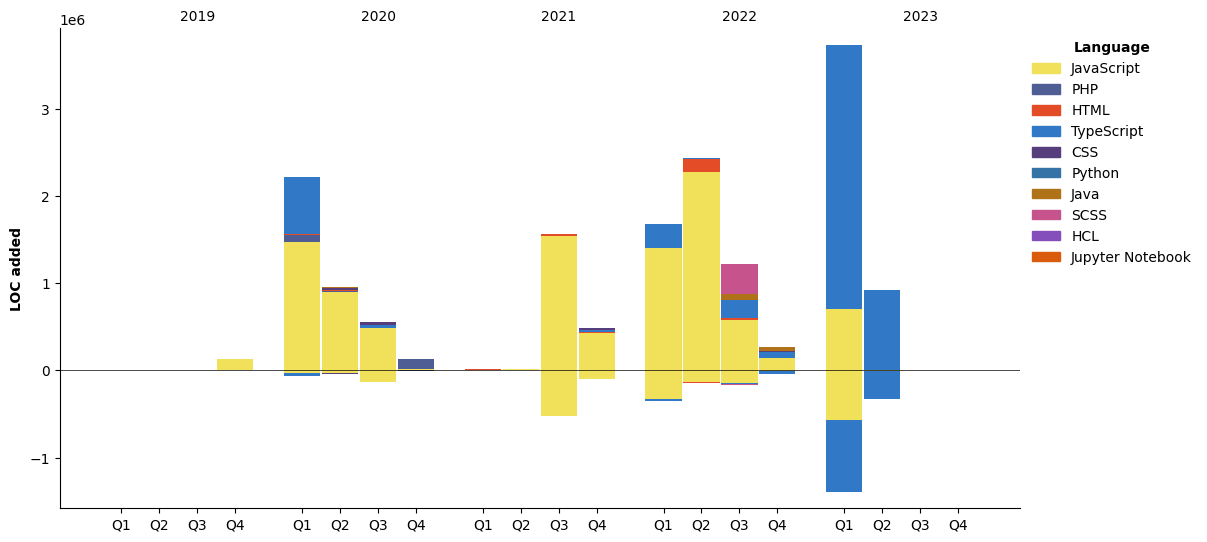 2019 2020 2021 2022 2023
1e6
Language
JavaScript
PHP
HTML
TypeScript
CSS
Python
Java
SCSS
HCL
Jupyter Notebook
LOC added
3
2
1
0
−1
Q1 Q2 Q3 Q4 Q1 Q2 Q3 Q4 Q1 Q2 Q3 Q4 Q1 Q2 Q3 Q4 Q1 Q2 Q3 Q4